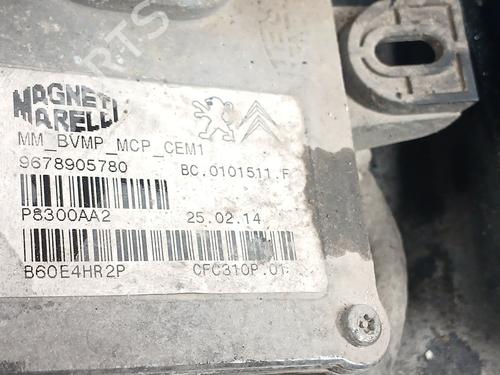 MAGNETI
MARELLI
MM_BVMP_MCP_CEM1
9678905780 BC.0101511.F
P8300AA2 25.02.14
B60E4HR2P CFC310P.01